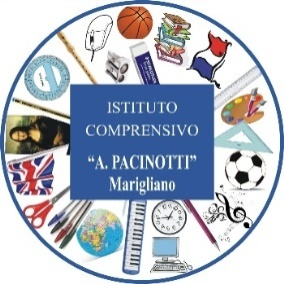 ISTITUTO
COMPRENSIVO
“A. PACINOTTI”
Marigliano